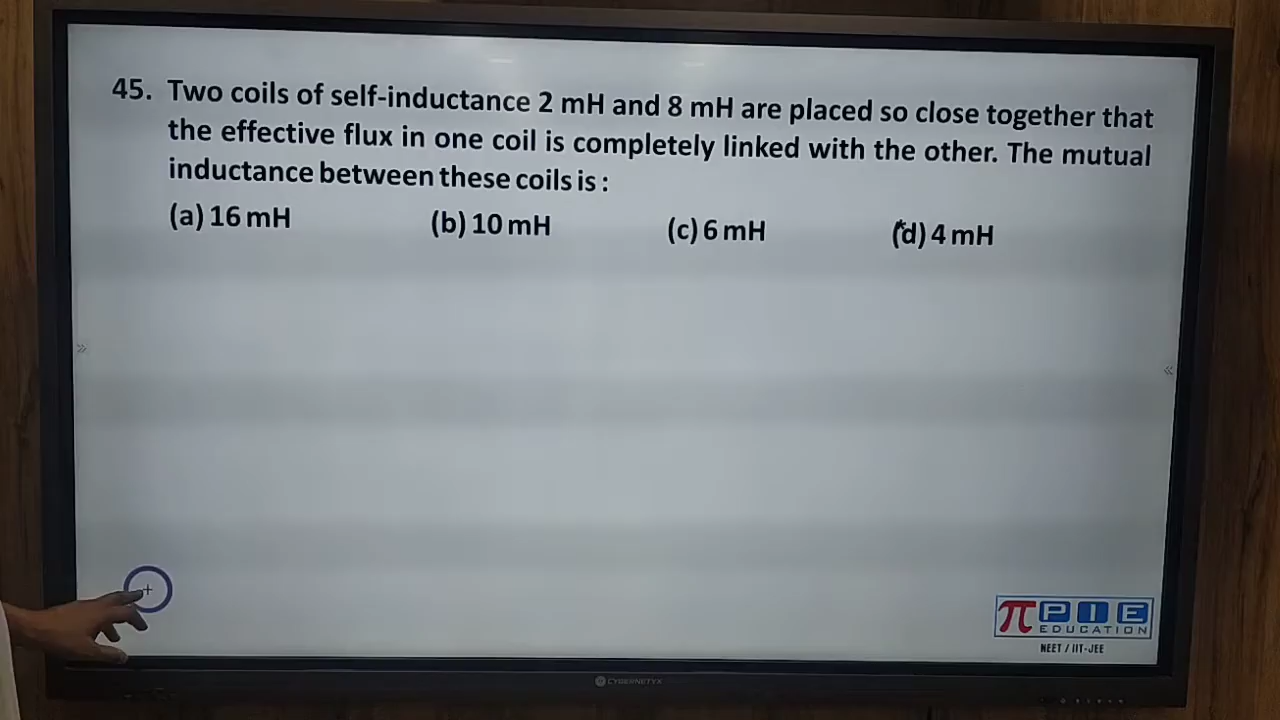 45. Two coils of self-inductance 2 mH and 8 mH are placed so close together that
the effective flux in one coil is completely linked with the other. The mutual
inductance between these coils is :
(a) 16 mH (b) 10 mH (c) 6 mH (d) 4 mH
π PIE
EDUCATION
NEET / IIT-JEE
CYBERNETYX